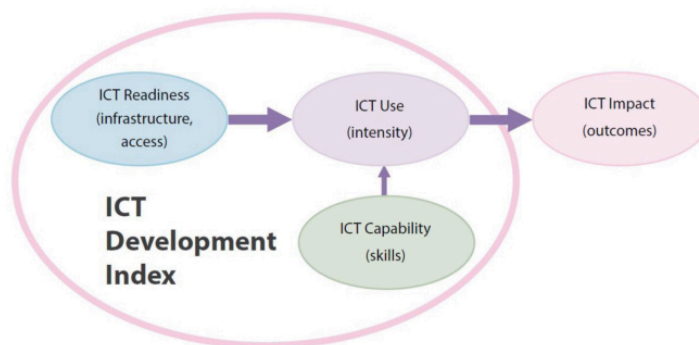 ICT Readiness
(infrastructure,
access)
ICT Use
(intensity)
ICT Impact
(outcomes)
ICT
Development
Index
ICT Capability
(skills)